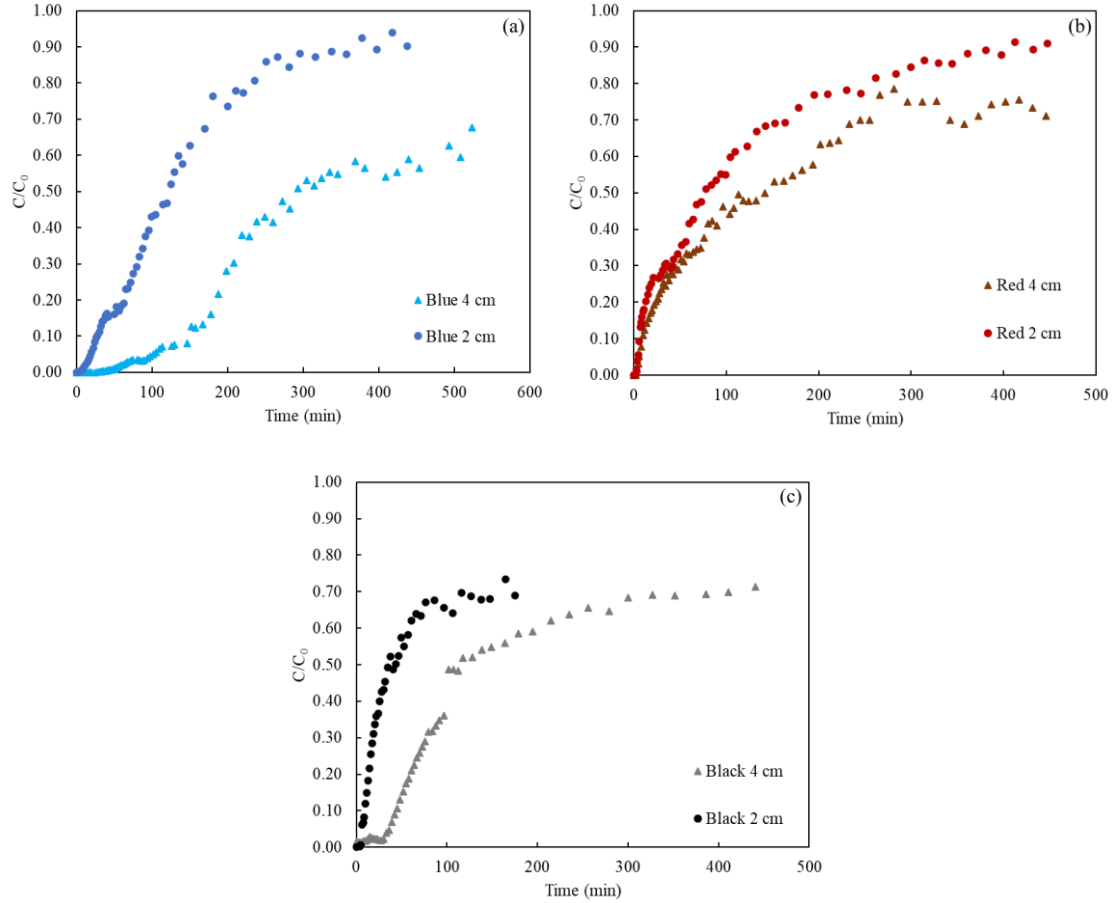 (a)
1.00
0.90
0.80
0.70
0.60
0.50
0.40
0.30
0.20
0.10
0.00
C/C₀
0 100 200 300 400 500 600
Time (min)
Blue 4 cm
Blue 2 cm
(b)
1.00
0.90
0.80
0.70
0.60
0.50
0.40
0.30
0.20
0.10
0.00
C/C₀
0 100 200 300 400 500
Time (min)
Red 4 cm
Red 2 cm
(c)
1.00
0.90
0.80
0.70
0.60
0.50
0.40
0.30
0.20
0.10
0.00
C/C₀
0 100 200 300 400 500
Time (min)
Black 4 cm
Black 2 cm